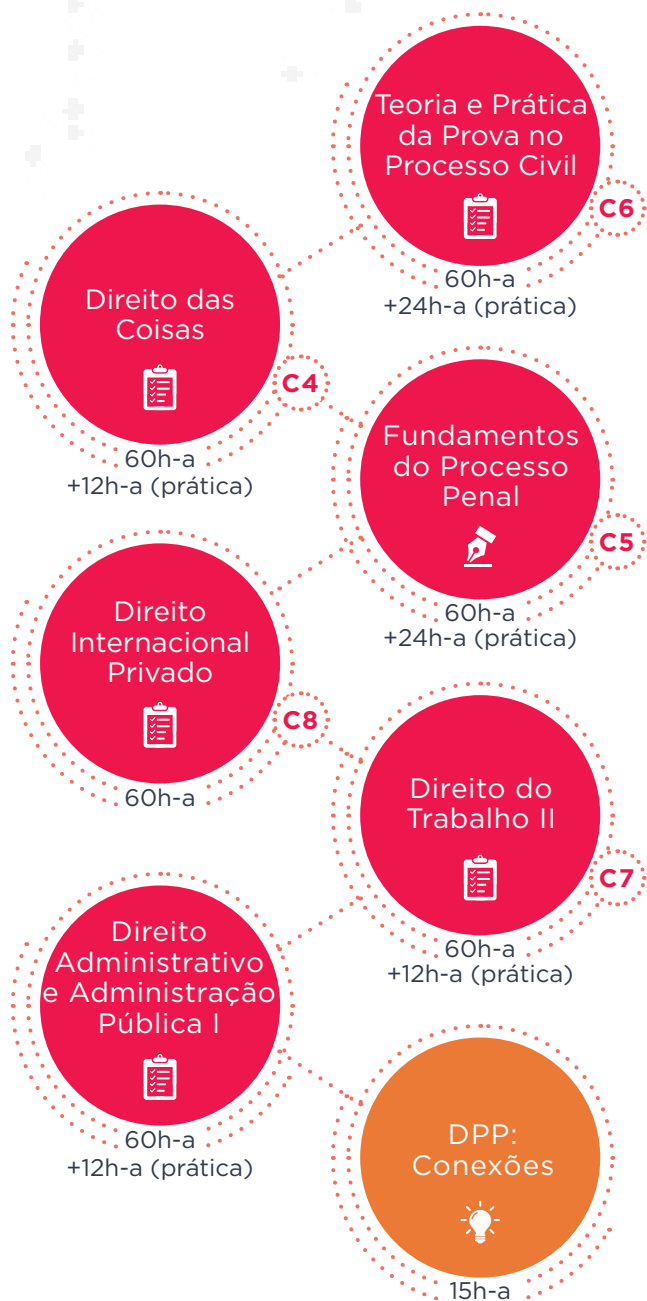 Teoria e Prática
da Prova no
Processo Civil
C6
60h-a
+24h-a (prática)
Direito das
Coisas
C4
60h-a
+12h-a (prática)
Fundamentos
do Processo
Penal
C5
60h-a
+24h-a (prática)
Direito
Internacional
Privado
C8
60h-a
Direito do
Trabalho II
C7
60h-a
+12h-a (prática)
Direito
Administrativo
e Administração
Pública I
60h-a
+12h-a (prática)
DPP:
Conexões
15h-a